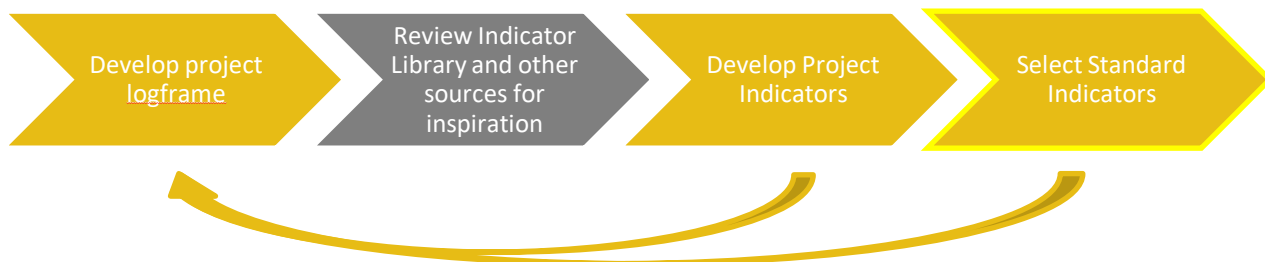 Develop project
logframe
Review Indicator
Library and other
sources for
inspiration
Develop Project
Indicators
Select Standard
Indicators